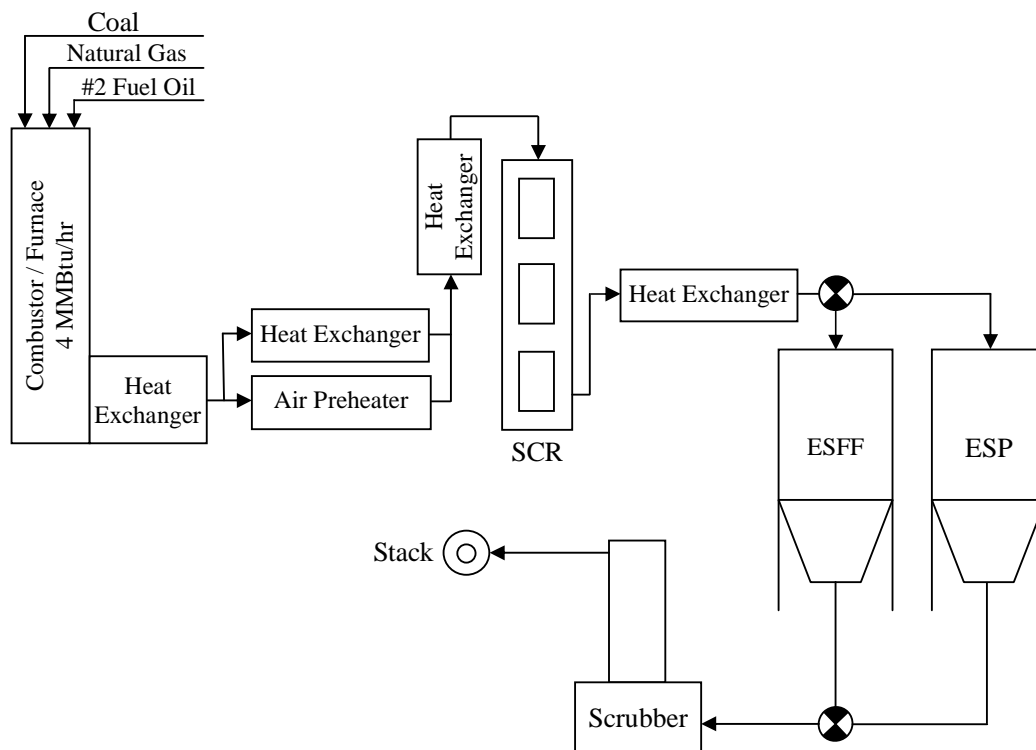 Coal
Natural Gas
#2 Fuel Oil
Combustor / Furnace
4 MMBtu/hr
Heat
Exchanger
Heat Exchanger
Air Preheater
Heat
Exchanger
SCR
Heat Exchanger
ESFF
ESP
Stack
Scrubber